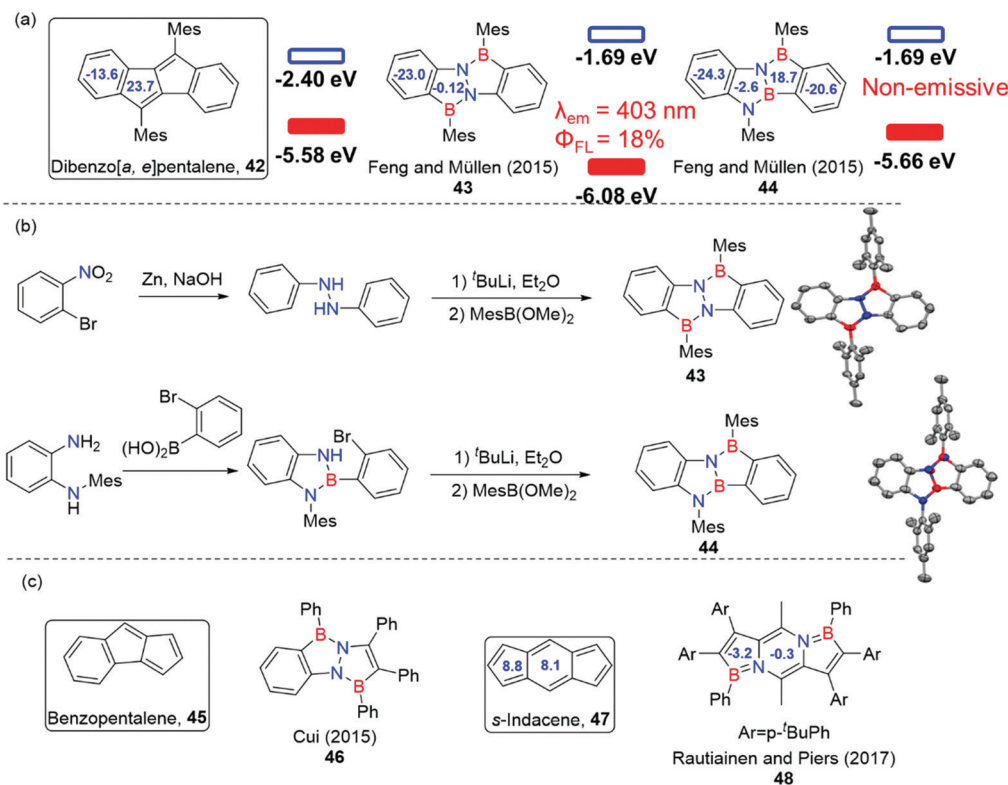 (a)
Mes
-13.6
23.7
Mes
Dibenzo[a, e]pentalene, 42
-2.40 eV
-5.58 eV
Mes
B
-23.0
N
-0.12
N
B
Mes
Feng and Müllen (2015)
43
-1.69 eV
λem = 403 nm
ΦFL = 18%
-6.08 eV
Mes
B
-24.3
N
18.7
-2.6
B
-20.6
N
Mes
Feng and Müllen (2015)
44
-1.69 eV
Non-emissive
-5.66 eV
(b)
NO2
Br
Zn, NaOH
NH
HN
1) tBuLi, Et2O
2) MesB(OMe)2
Mes
B
N
N
B
Mes
43
NH2
N
H
Mes
Br
(HO)2B
NH
Br
B
N
Mes
1) tBuLi, Et2O
2) MesB(OMe)2
Mes
B
N
B
N
Mes
44
(c)
Benzopentalene, 45
Ph
B
N
Ph
N
Ph
B
Ph
Cui (2015)
46
8.8
8.1
s-Indacene, 47
Ar
Ph
B
Ar
-3.2
-0.3
N
N
Ar
B
Ph
Ar
Ar=p-tBuPh
Rautiainen and Piers (2017)
48